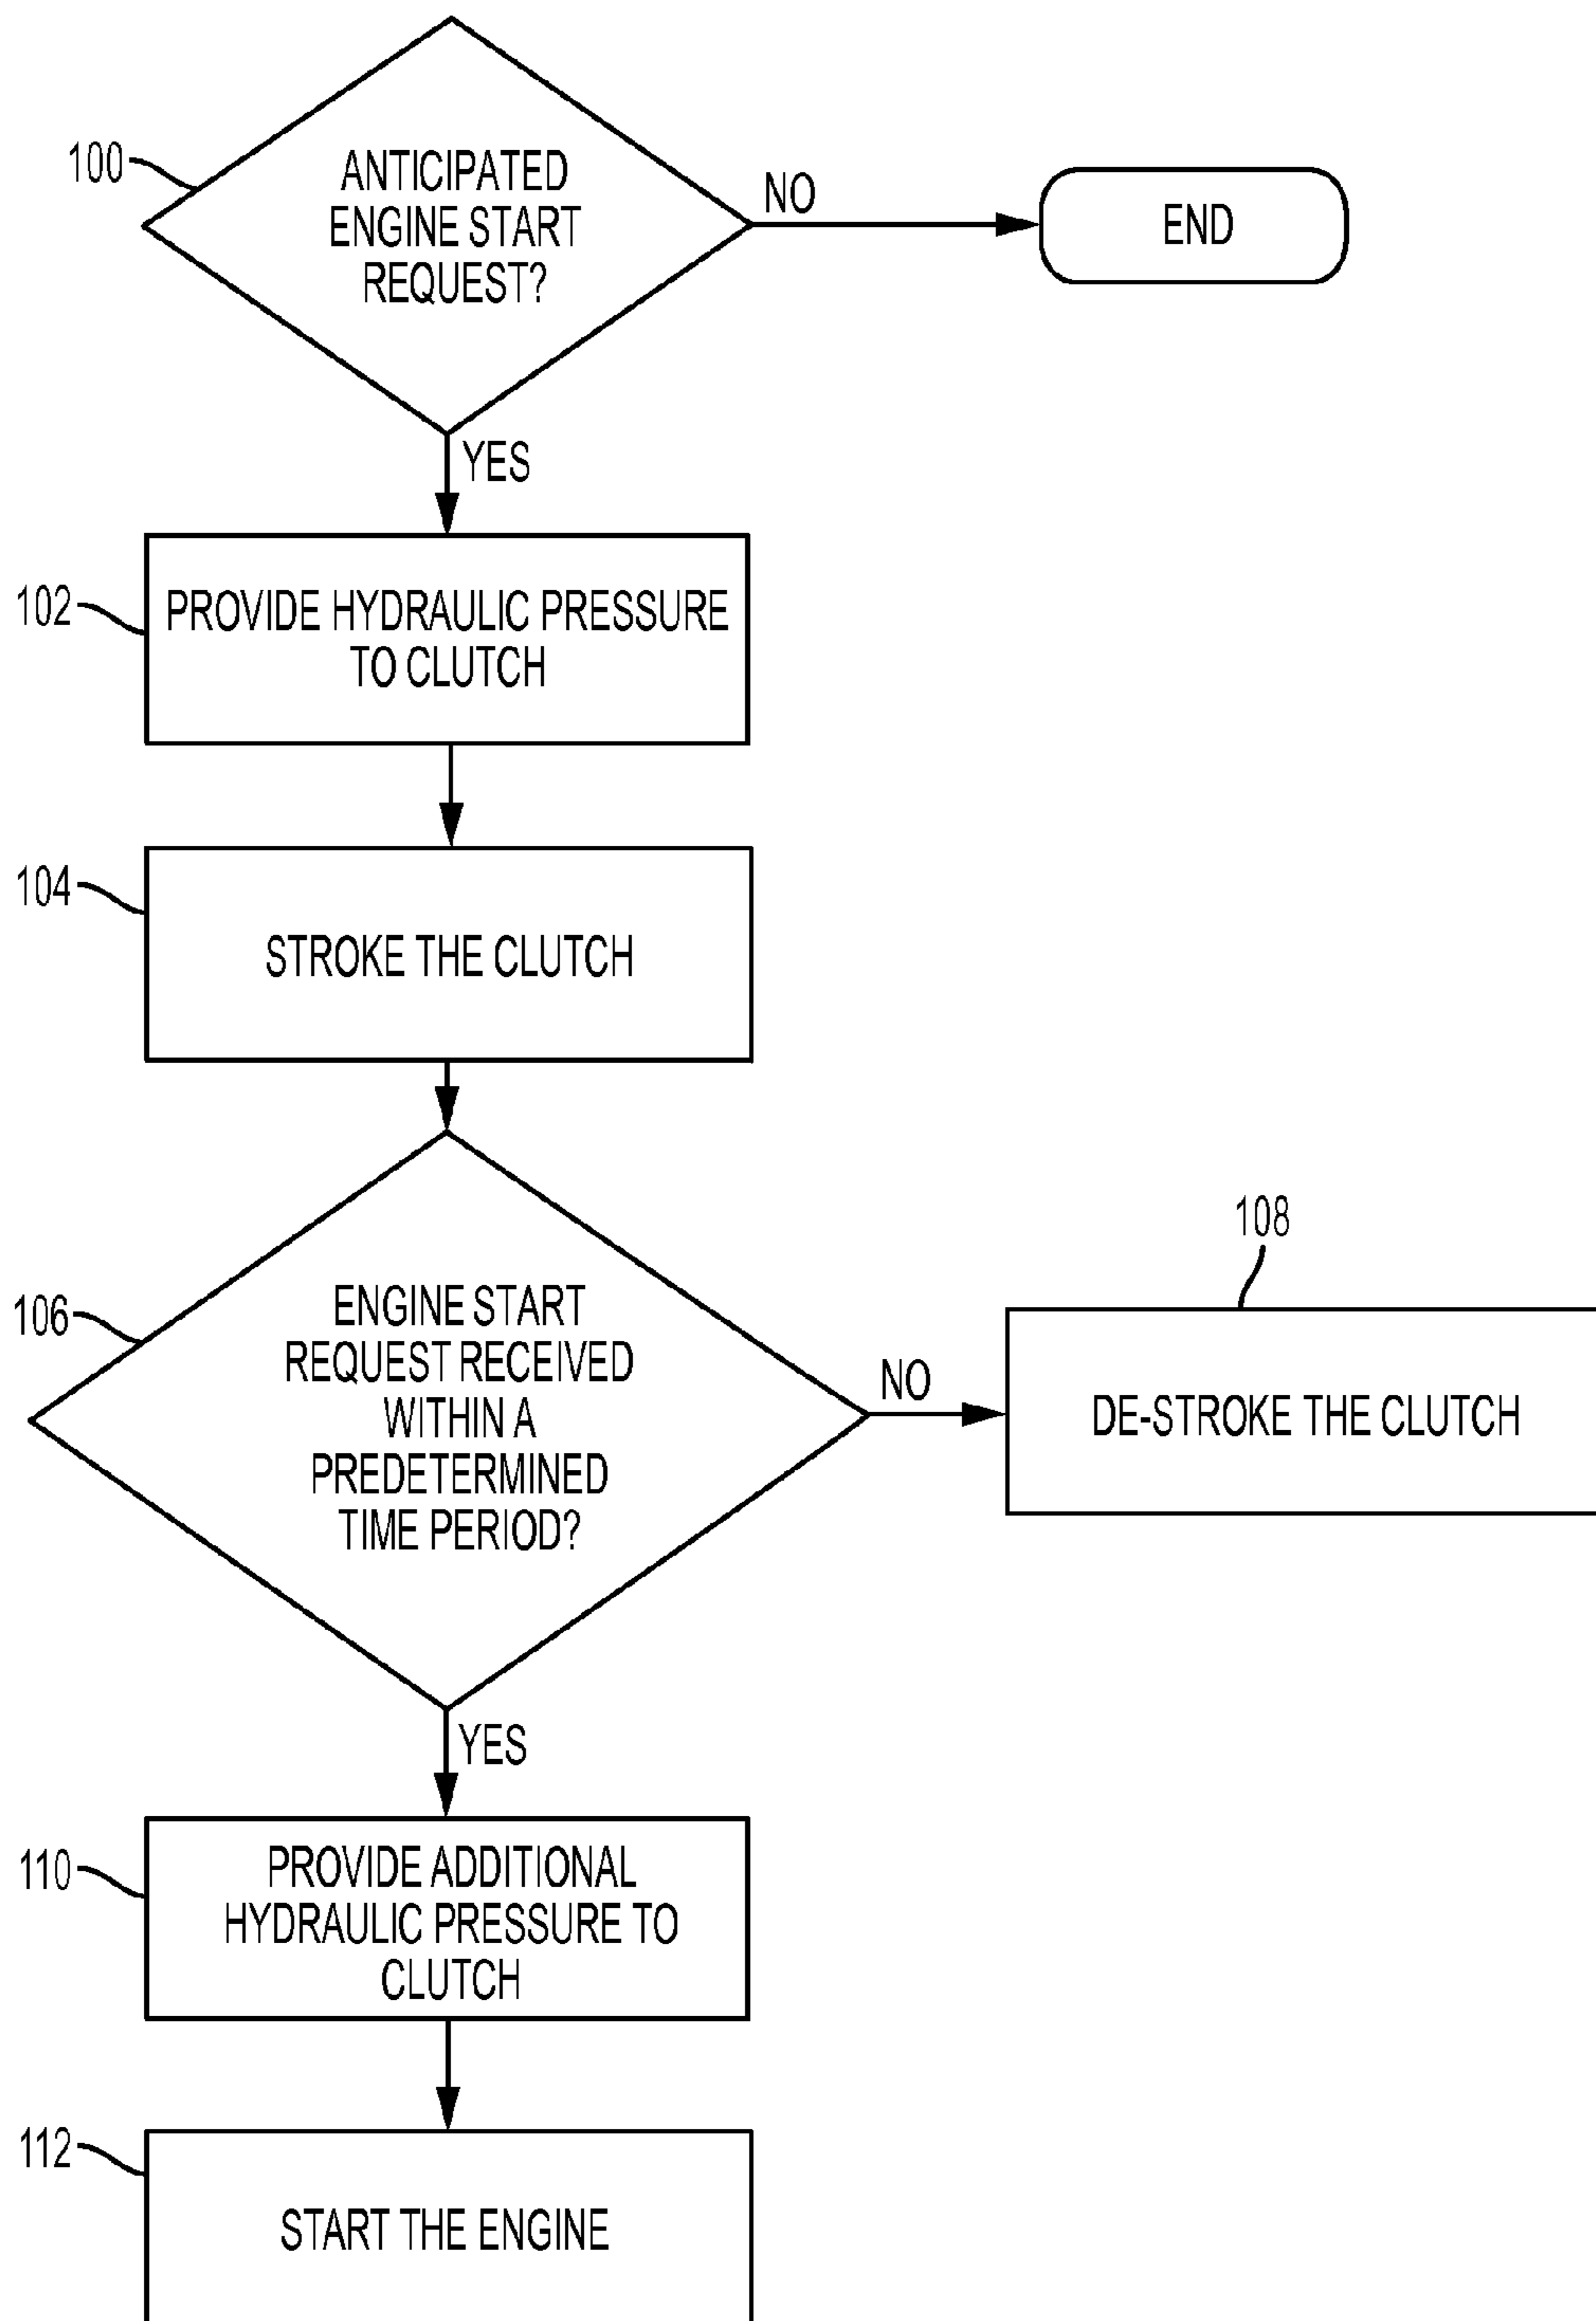 100
ANTICIPATED
ENGINE START
REQUEST?
NO
END
YES
102
PROVIDE HYDRAULIC PRESSURE
TO CLUTCH
104
STROKE THE CLUTCH
106
ENGINE START
REQUEST RECEIVED
WITHIN A
PREDETERMINED
TIME PERIOD?
NO
108
DE-STROKE THE CLUTCH
YES
110
PROVIDE ADDITIONAL
HYDRAULIC PRESSURE TO
CLUTCH
112
START THE ENGINE